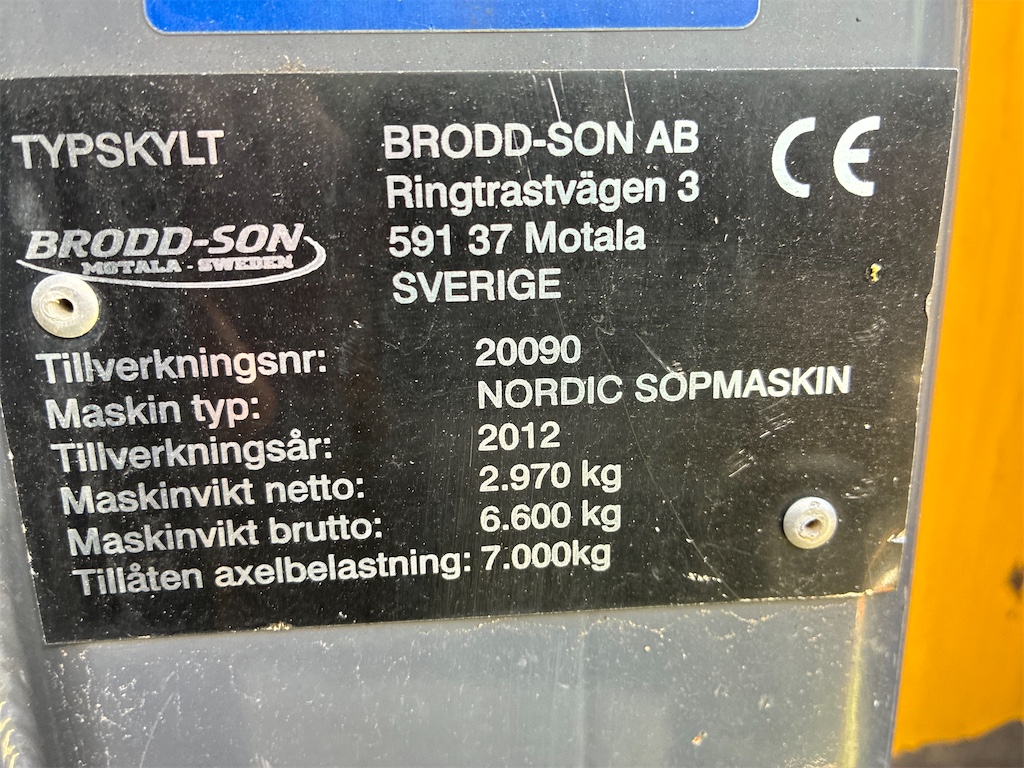 TYPSKYLT
BRODD-SON
MOTALA - SWEDEN
BRODD-SON AB
Ringtrastvägen 3
591 37 Motala
SVERIGE
CE
Tillverkningsnr: 20090
Maskin typ: NORDIC SOPMASKIN
Tillverkningsår: 2012
Maskinvikt netto: 2.970 kg
Maskinvikt brutto: 6.600 kg
Tillåten axelbelastning: 7.000kg